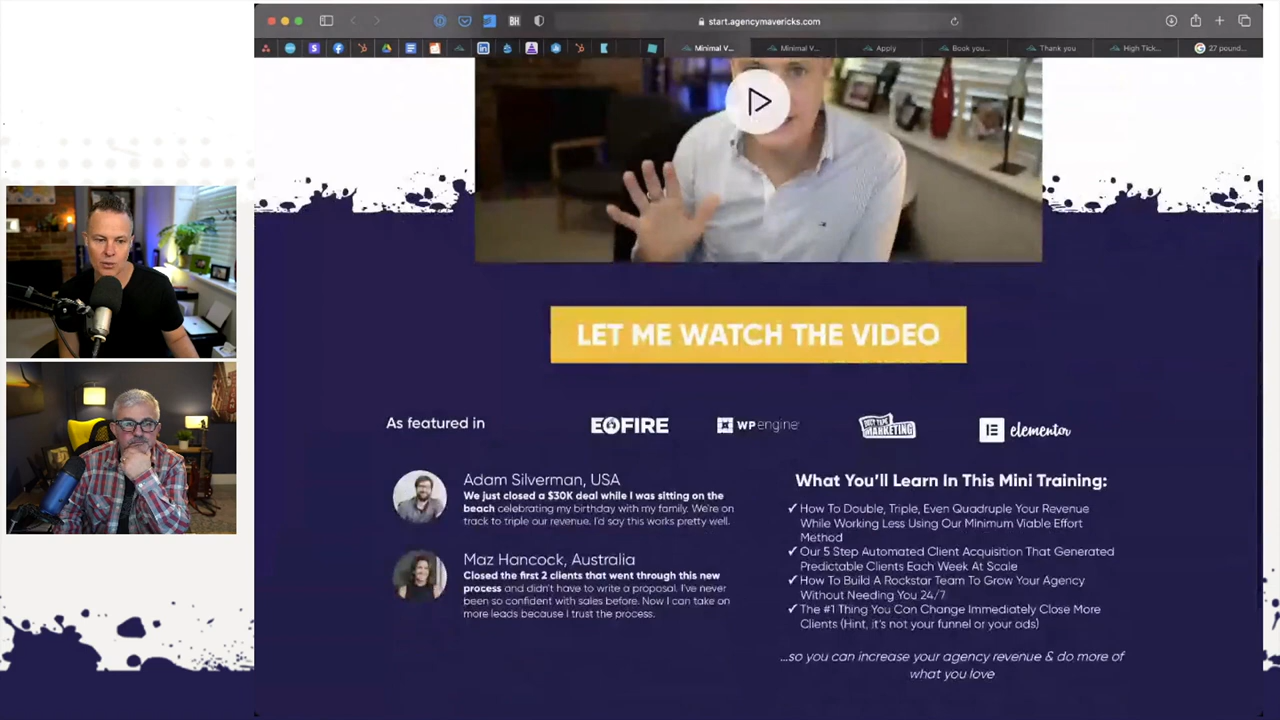 BH
start.agencymavericks.com
Minimal V...
Minimal V...
Apply
Book you...
Thank you
High Tick...
27 pound...
LET ME WATCH THE VIDEO
As featured in
EOFIRE
WP engine
DUCT TAPE MARKETING
elementor
Adam Silverman, USA
We just closed a $30K deal while I was sitting on the
beach celebrating my birthday with my family. We're on
track to triple our revenue. I'd say this works pretty well.
Maz Hancock, Australia
Closed the first 2 clients that went through this new
process and didn't have to write a proposal. I've never
been so confident with sales before. Now I can take on
more leads because I trust the process.
What You'll Learn In This Mini Training:
✓ How To Double, Triple, Even Quadruple Your Revenue
While Working Less Using Our Minimum Viable Effort
Method
✓ Our 5 Step Automated Client Acquisition That Generated
Predictable Clients Each Week At Scale
✓ How To Build A Rockstar Team To Grow Your Agency
Without Needing You 24/7
✓ The #1 Thing You Can Change Immediately Close More
Clients (Hint, it's not your funnel or your ads)
...so you can increase your agency revenue & do more of
what you love